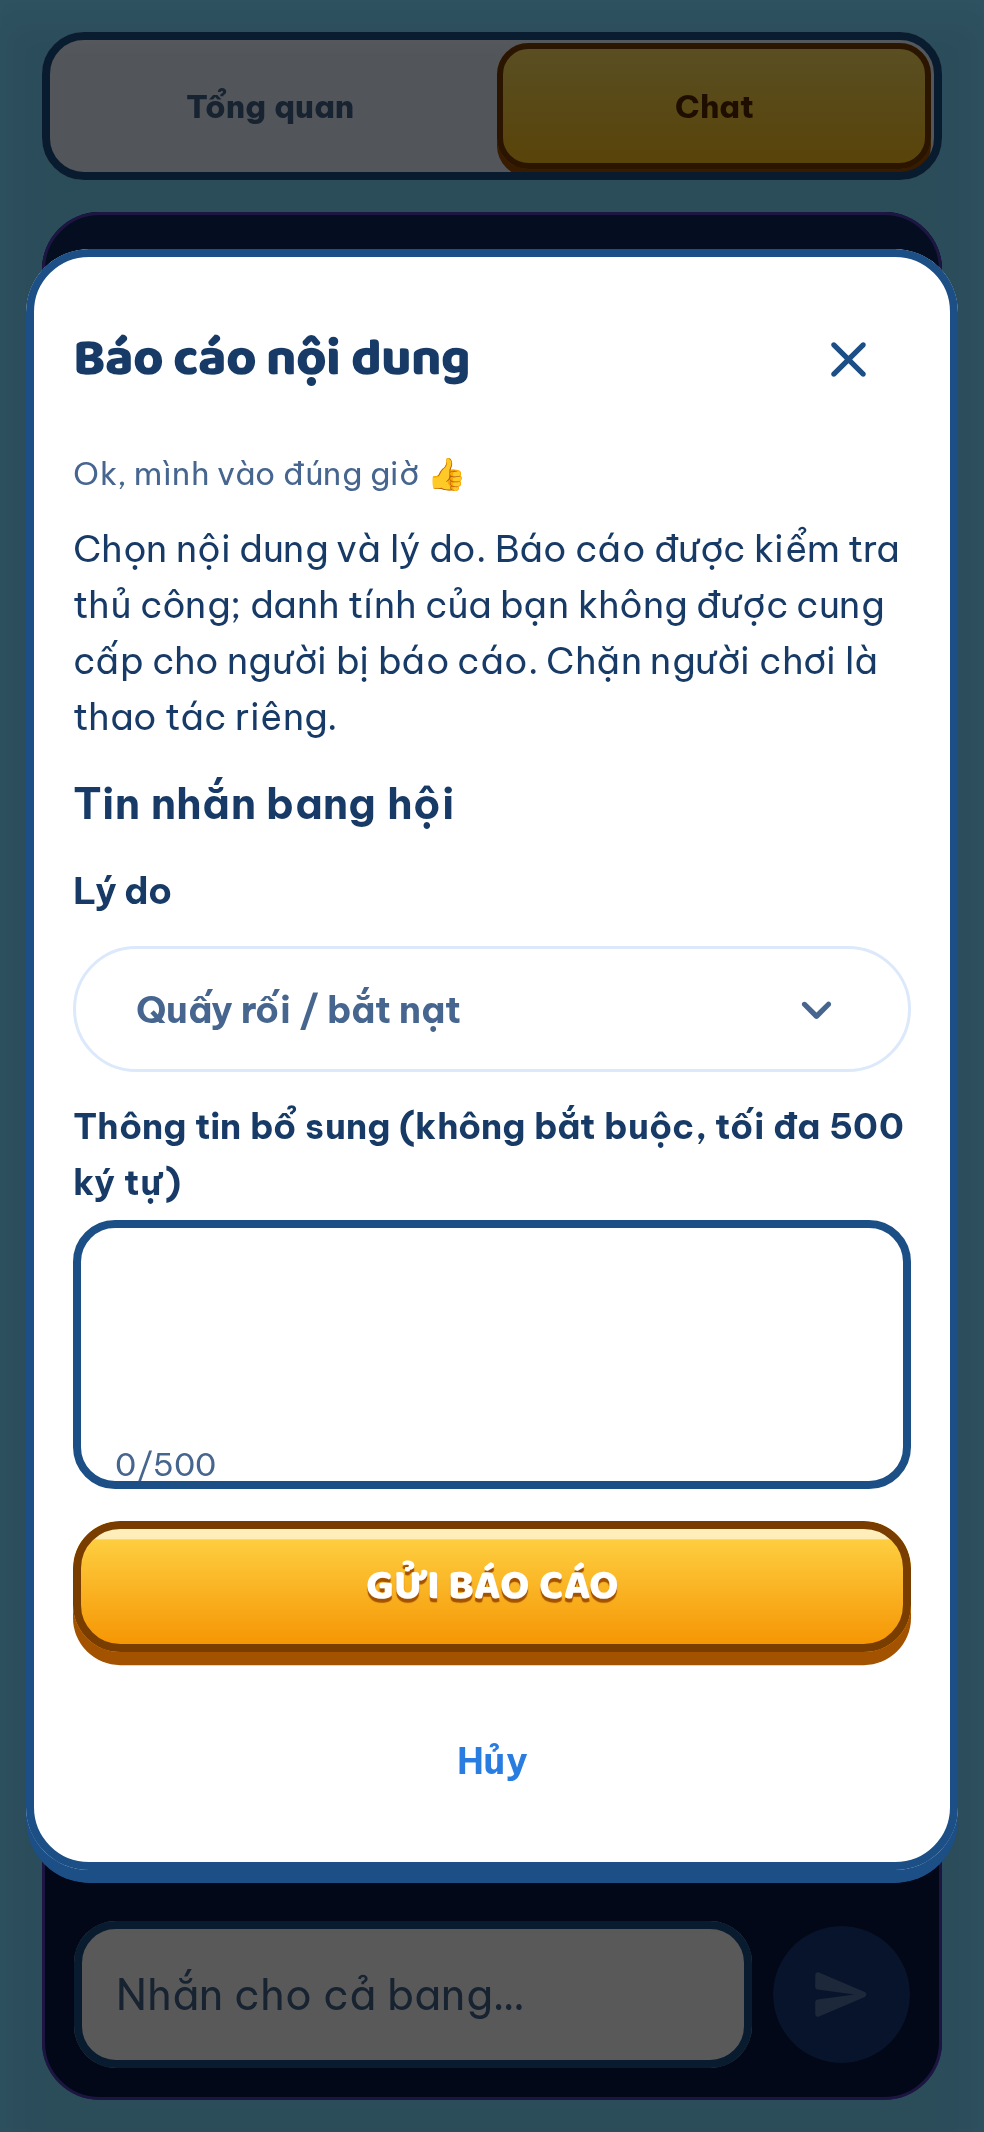 Tổng quan
Chat
Báo cáo nội dung
Ok, mình vào đúng giờ 👍
Chọn nội dung và lý do. Báo cáo được kiểm tra
thủ công; danh tính của bạn không được cung
cấp cho người bị báo cáo. Chặn người chơi là
thao tác riêng.
Tin nhắn bang hội
Lý do
Quấy rối / bắt nạt
Thông tin bổ sung (không bắt buộc, tối đa 500
ký tự)
0/500
GỬI BÁO CÁO
Hủy
Nhắn cho cả bang...